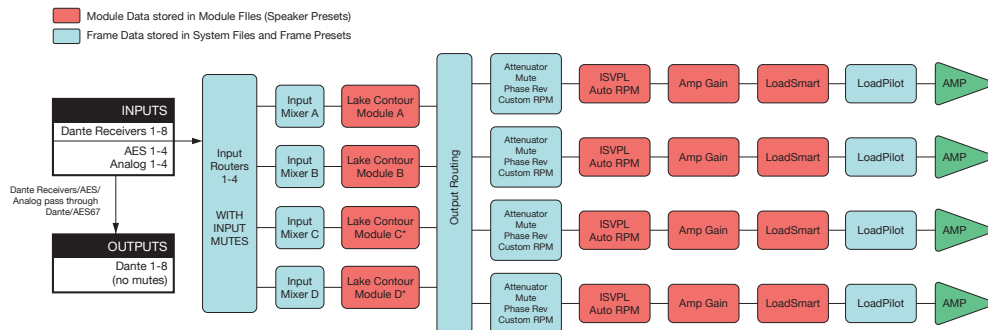 Module Data stored in Module FIles (Speaker Presets)
Frame Data stored in System Files and Frame Presets
INPUTS
Dante Receivers 1-8
AES 1-4
Analog 1-4
Dante Receivers/AES/
Analog pass through
Dante/AES67
OUTPUTS
Dante 1-8
(no mutes)
Input
Routers
1-4
WITH
INPUT
MUTES
Input
Mixer A
Lake Contour
Module A
Input
Mixer B
Lake Contour
Module B
Input
Mixer C
Lake Contour
Module C*
Input
Mixer D
Lake Contour
Module D*
Output Routing
Attenuator
Mute
Phase Rev
Custom RPM
ISVPL
Auto RPM
Amp Gain
LoadSmart
LoadPilot
AMP
Attenuator
Mute
Phase Rev
Custom RPM
ISVPL
Auto RPM
Amp Gain
LoadSmart
LoadPilot
AMP
Attenuator
Mute
Phase Rev
Custom RPM
ISVPL
Auto RPM
Amp Gain
LoadSmart
LoadPilot
AMP
Attenuator
Mute
Phase Rev
Custom RPM
ISVPL
Auto RPM
Amp Gain
LoadSmart
LoadPilot
AMP